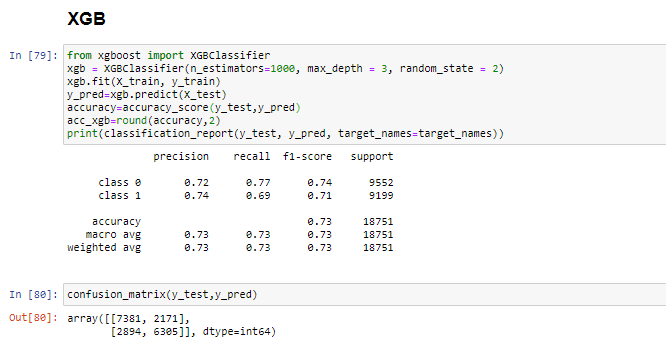 XGB
In [79]: from xgboost import XGBClassifier
xgb = XGBClassifier(n_estimators=1000, max_depth = 3, random_state = 2)
xgb.fit(X_train, y_train)
y_pred=xgb.predict(X_test)
accuracy=accuracy_score(y_test,y_pred)
acc_xgb=round(accuracy,2)
print(classification_report(y_test, y_pred, target_names=target_names))
precision recall f1-score support
class 0 0.72 0.77 0.74 9552
class 1 0.74 0.69 0.71 9199
accuracy 0.73 18751
macro avg 0.73 0.73 0.73 18751
weighted avg 0.73 0.73 0.73 18751
In [80]: confusion_matrix(y_test,y_pred)
Out[80]: array([[7381, 2171],
[2894, 6305]], dtype=int64)